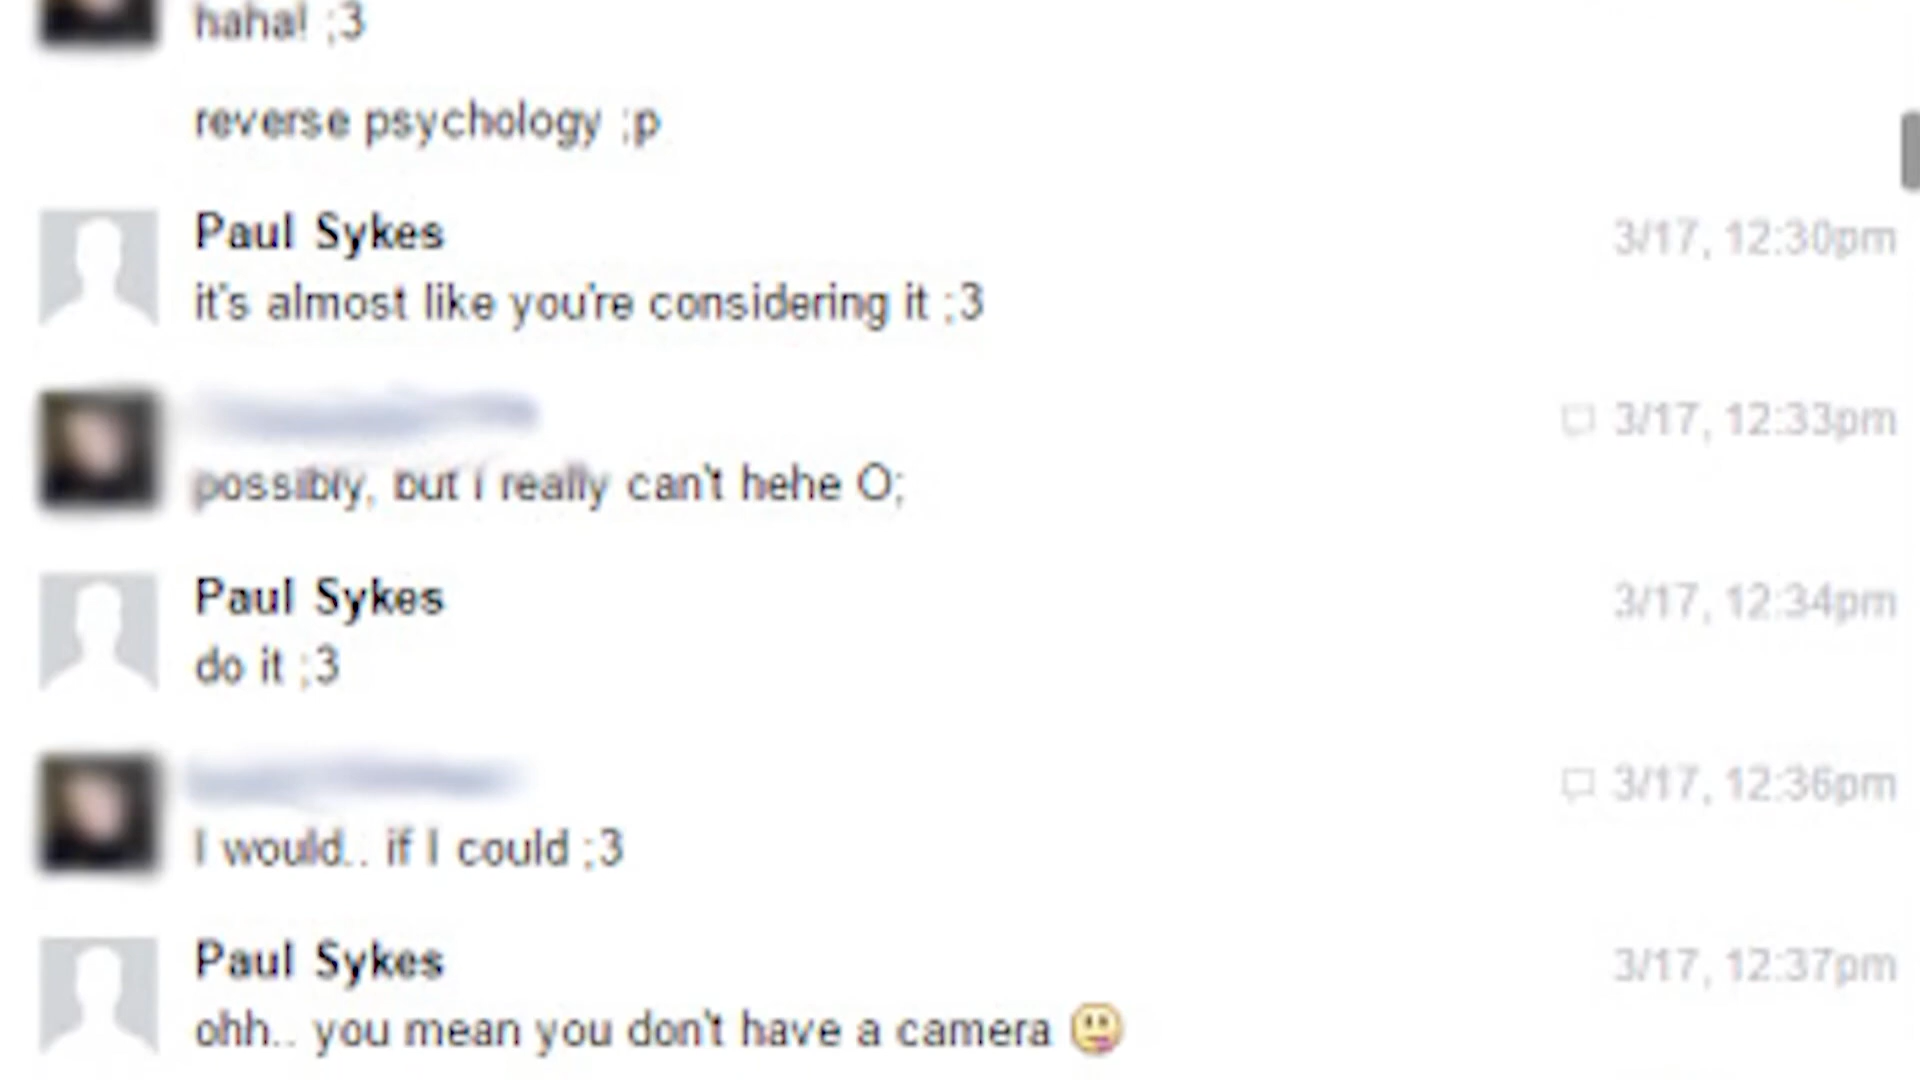 haha! ;3
reverse psychology ;p
Paul Sykes
3/17, 12:30pm
it's almost like you're considering it ;3
3/17, 12:33pm
possibly, but i really can't hehe O;
Paul Sykes
3/17, 12:34pm
do it ;3
3/17, 12:36pm
I would.. if I could ;3
Paul Sykes
3/17, 12:37pm
ohh.. you mean you don't have a camera